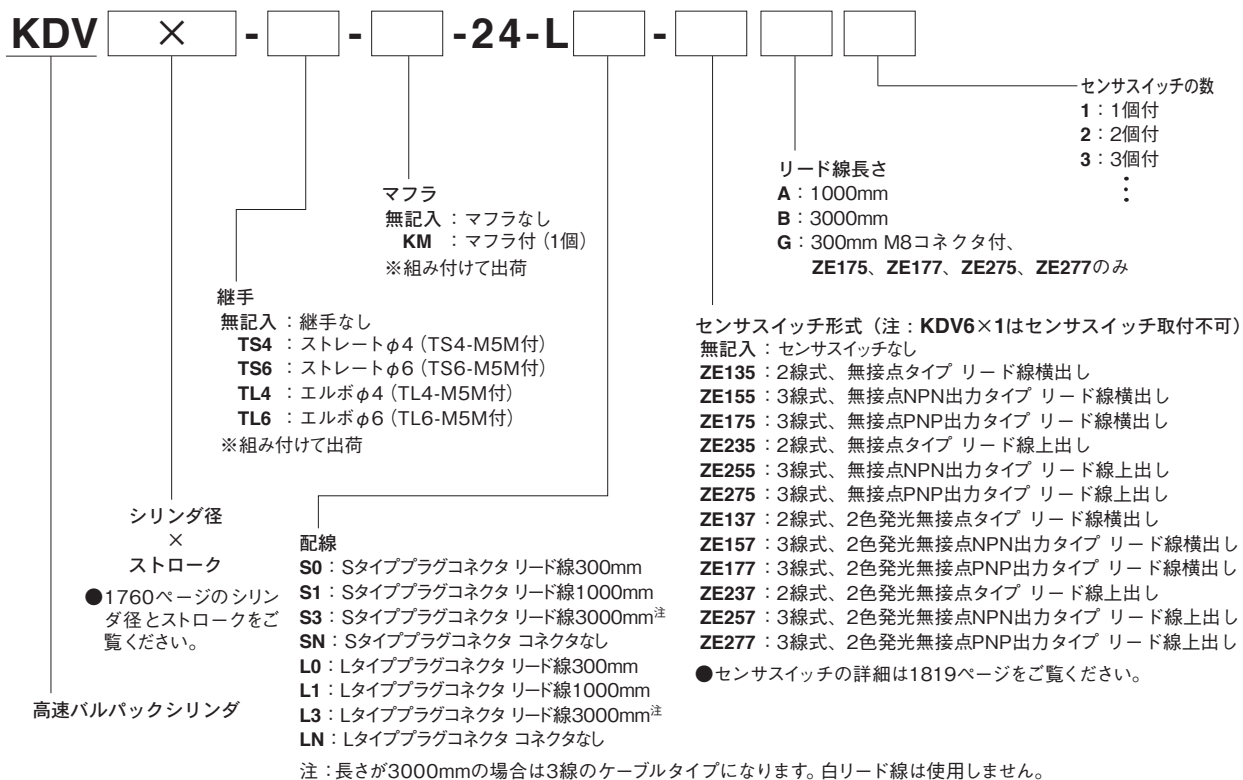 KDV × - - -24-L -
センサスイッチの数
1：1個付
2：2個付
3：3個付
⋮
リード線長さ
A：1000mm
B：3000mm
G：300mm M8コネクタ付、
ZE175、ZE177、ZE275、ZE277のみ
マフラ
無記入：マフラなし
KM：マフラ付（1個）
※組み付けて出荷
継手
無記入：継手なし
TS4：ストレートφ4（TS4-M5M付）
TS6：ストレートφ6（TS6-M5M付）
TL4：エルボφ4（TL4-M5M付）
TL6：エルボφ6（TL6-M5M付）
※組み付けて出荷
センサスイッチ形式（注：KDV6×1はセンサスイッチ取付不可）
無記入：センサスイッチなし
ZE135：2線式、無接点タイプ リード線横出し
ZE155：3線式、無接点NPN出力タイプ リード線横出し
ZE175：3線式、無接点PNP出力タイプ リード線横出し
ZE235：2線式、無接点タイプ リード線上出し
ZE255：3線式、無接点NPN出力タイプ リード線上出し
ZE275：3線式、無接点PNP出力タイプ リード線上出し
ZE137：2線式、2色発光無接点タイプ リード線横出し
ZE157：3線式、2色発光無接点NPN出力タイプ リード線横出し
ZE177：3線式、2色発光無接点PNP出力タイプ リード線横出し
ZE237：2線式、2色発光無接点タイプ リード線上出し
ZE257：3線式、2色発光無接点NPN出力タイプ リード線上出し
ZE277：3線式、2色発光無接点PNP出力タイプ リード線上出し
●センサスイッチの詳細は1819ページをご覧ください。
シリンダ径
×
ストローク
●1760ページのシリン
ダ径とストロークをご
覧ください。
配線
S0：Sタイププラグコネクタ リード線300mm
S1：Sタイププラグコネクタ リード線1000mm
S3：Sタイププラグコネクタ リード線3000mm注
SN：Sタイププラグコネクタ コネクタなし
L0：Lタイププラグコネクタ リード線300mm
L1：Lタイププラグコネクタ リード線1000mm
L3：Lタイププラグコネクタ リード線3000mm注
LN：Lタイププラグコネクタ コネクタなし
高速バルパックシリンダ
注：長さが3000mmの場合は3線のケーブルタイプになります。白リード線は使用しません。